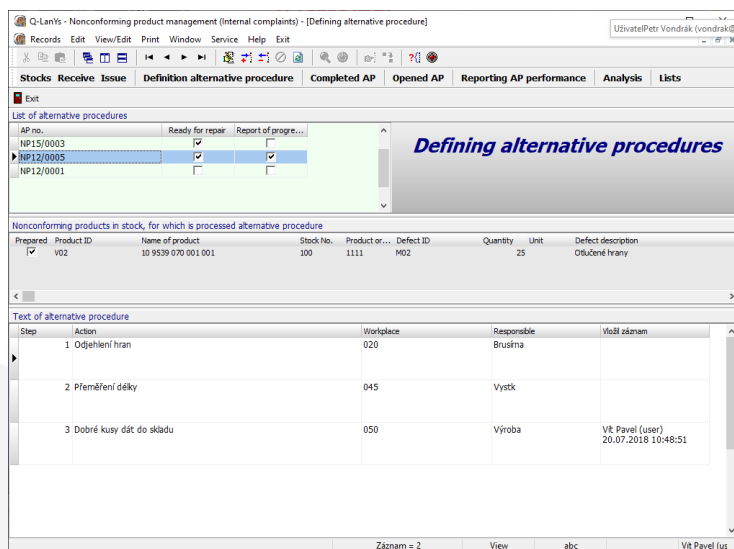 Q-LanYs - Nonconforming product management (Internal complaints) - [Defining alternative procedure]
UživatelPetr Vondrák (vondrak@
Records Edit View/Edit Print Window Service Help Exit
Stocks Receive Issue Definition alternative procedure Completed AP Opened AP Reporting AP performance Analysis Lists
Exit
List of alternative procedures
AP no. Ready for repair Report of progre...
NP15/0003
NP12/0005
NP12/0001
Defining alternative procedures
Nonconforming products in stock, for which is processed alternative procedure
Prepared Product ID Name of product Stock No. Product or... Defect ID Quantity Unit Defect description
V02 10 9539 070 001 001 100 1111 M02 25 Otlučené hrany
Text of alternative procedure
Step Action Workplace Responsible Vložil záznam
1 Odjehlení hran 020 Brusírna
2 Přeměření délky 045 Vystk
3 Dobré kusy dát do skladu 050 Výroba Vít Pavel (user)
20.07.2018 10:48:51
Záznam = 2 View abc Vít Pavel (us